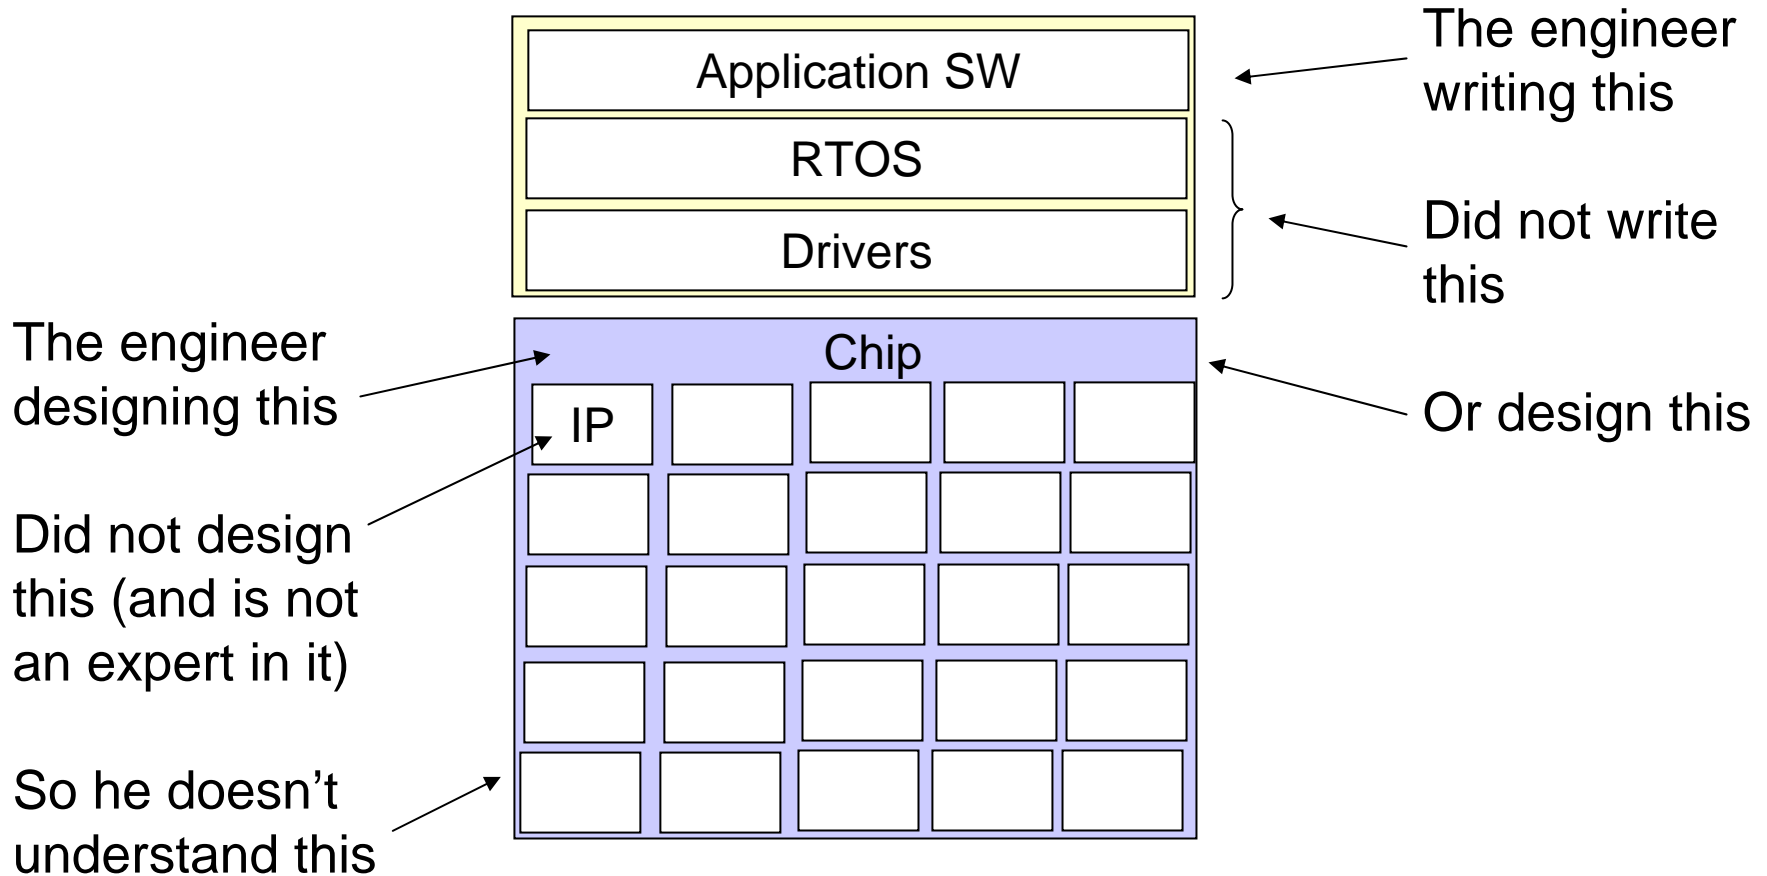 Application SW
RTOS
Drivers
Chip
IP
The engineer
designing this
Did not design
this (and is not
an expert in it)
So he doesn’t
understand this
The engineer
writing this
Did not write
this
Or design this